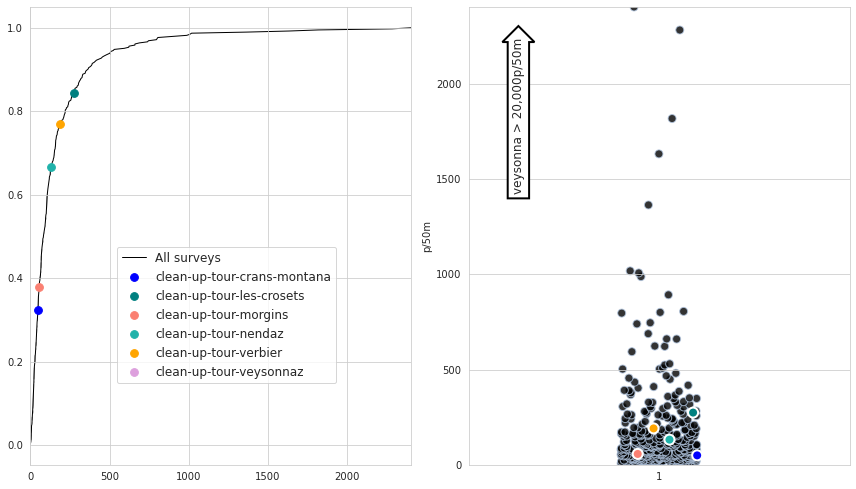 1.0
0.8
0.6
0.4
0.2
0.0
0
500
1000
1500
2000
All surveys
clean-up-tour-crans-montana
clean-up-tour-les-crosets
clean-up-tour-morgins
clean-up-tour-nendaz
clean-up-tour-verbier
clean-up-tour-veysonnaz
p/50m
2000
1500
1000
500
0
1
veysonna > 20,000p/50m